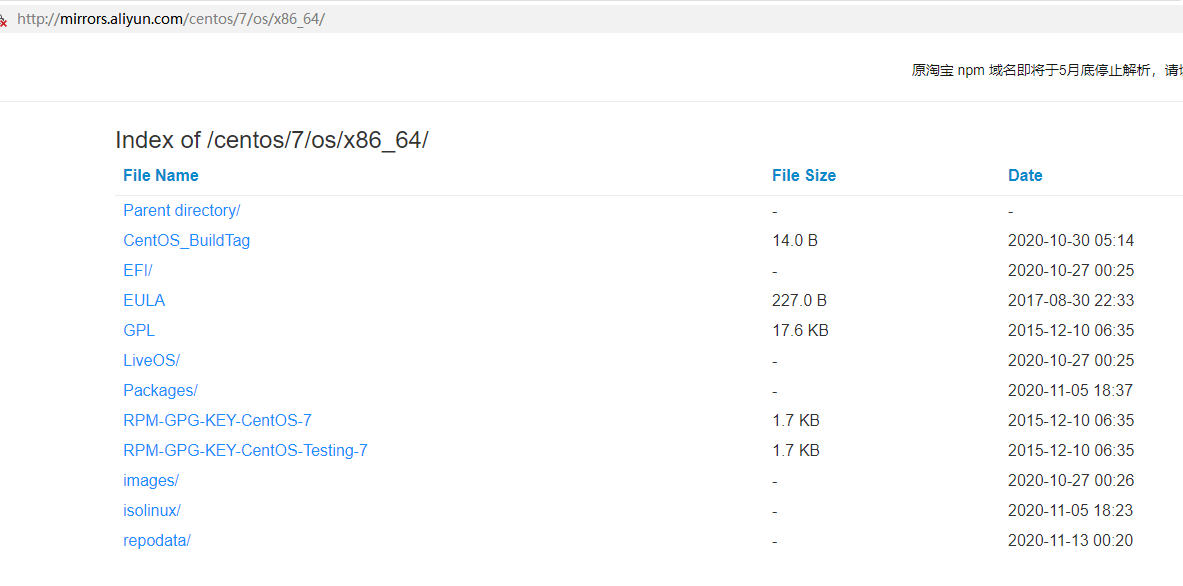 http://mirrors.aliyun.com/centos/7/os/x86_64/
原淘宝 npm 域名即将于5月底停止解析，请
Index of /centos/7/os/x86_64/
File Name File Size Date
Parent directory/ - -
CentOS_BuildTag 14.0 B 2020-10-30 05:14
EFI/ - 2020-10-27 00:25
EULA 227.0 B 2017-08-30 22:33
GPL 17.6 KB 2015-12-10 06:35
LiveOS/ - 2020-10-27 00:25
Packages/ - 2020-11-05 18:37
RPM-GPG-KEY-CentOS-7 1.7 KB 2015-12-10 06:35
RPM-GPG-KEY-CentOS-Testing-7 1.7 KB 2015-12-10 06:35
images/ - 2020-10-27 00:26
isolinux/ - 2020-11-05 18:23
repodata/ - 2020-11-13 00:20